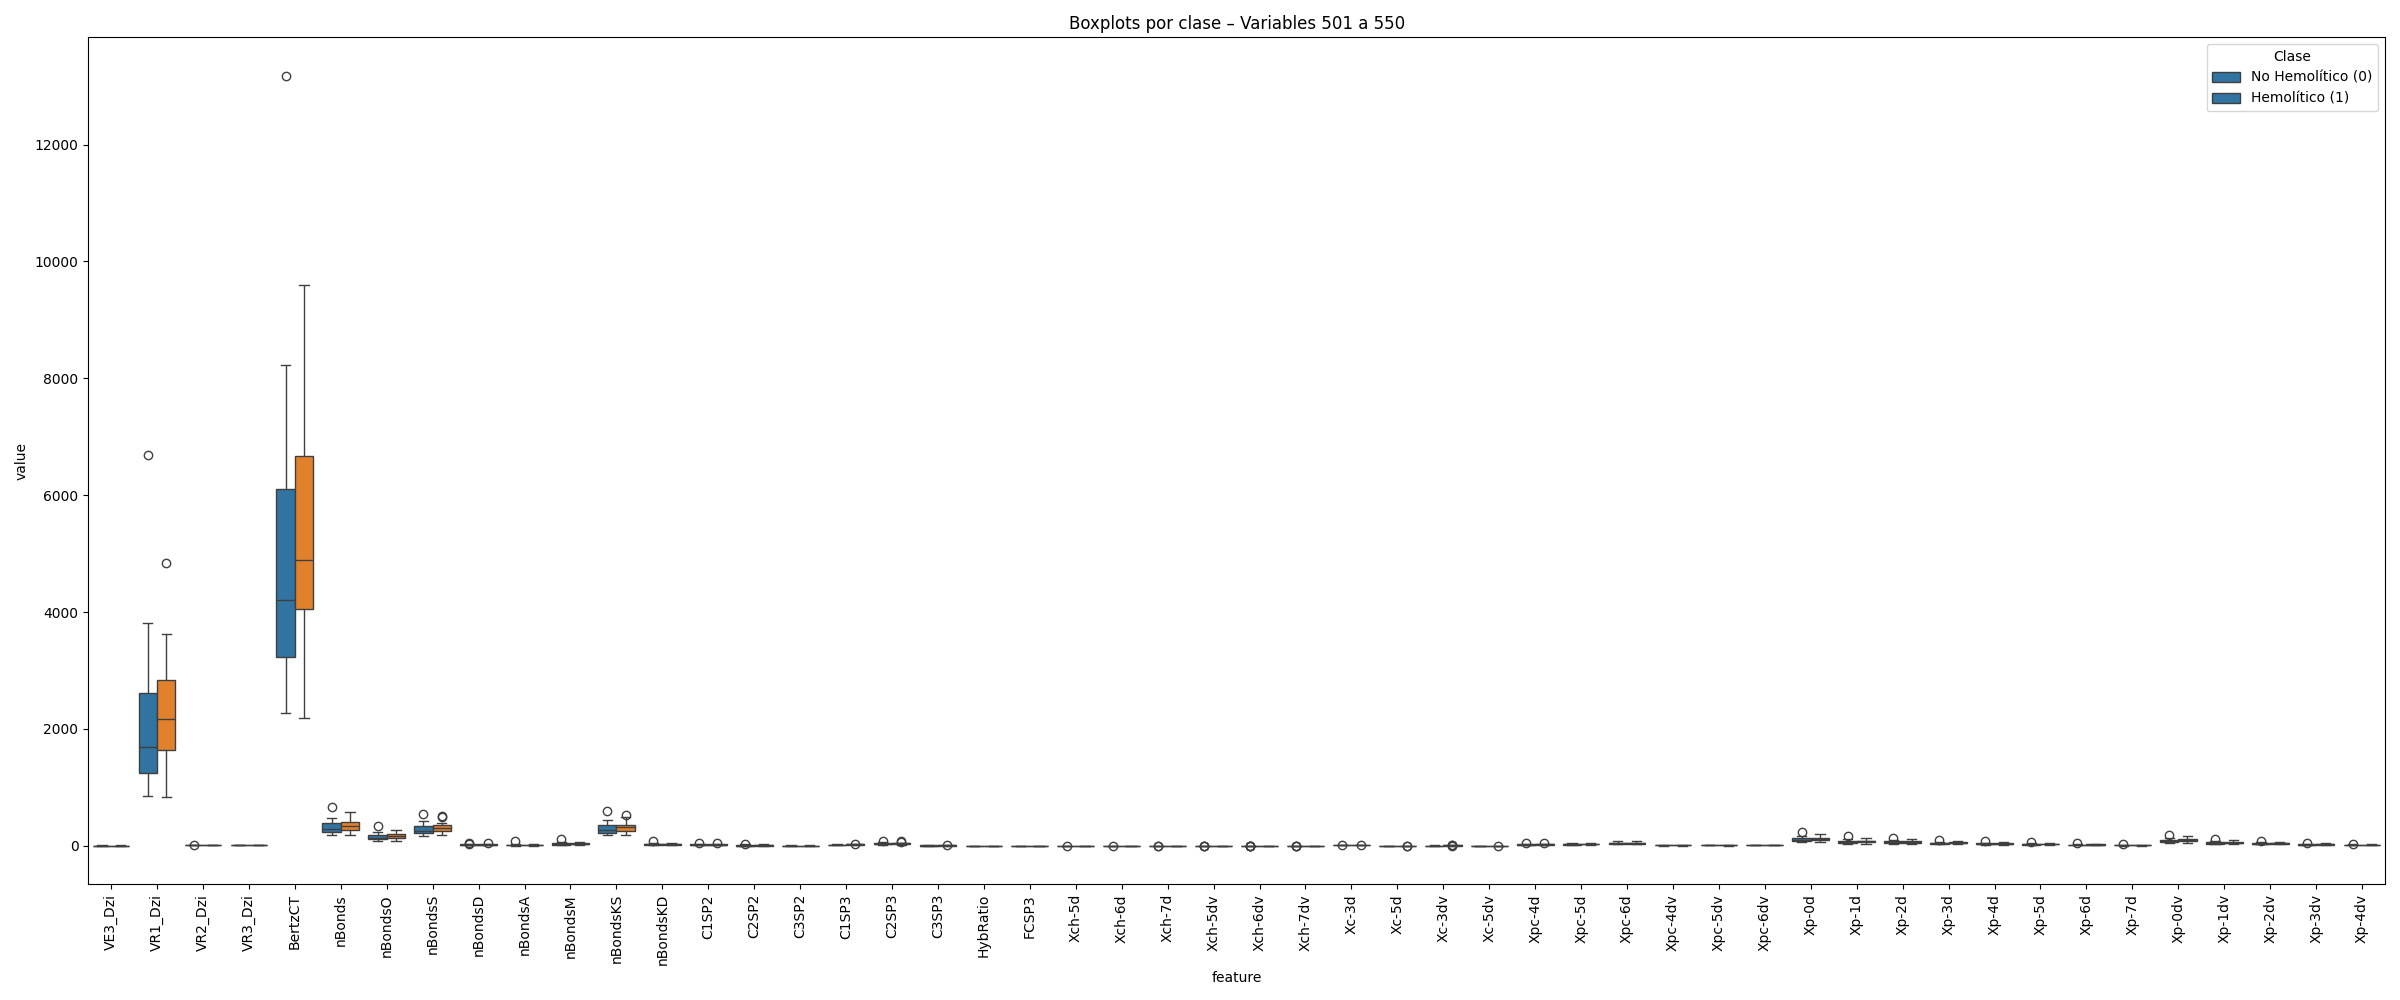 Boxplots por clase – Variables 501 a 550
Clase
No Hemolítico (0)
Hemolítico (1)
value
12000
10000
8000
6000
4000
2000
0
VE3_Dzi
VR1_Dzi
VR2_Dzi
VR3_Dzi
BertzCT
nBonds
nBondsO
nBondsS
nBondsD
nBondsA
nBondsM
nBondsKS
nBondsKD
C1SP2
C2SP2
C3SP2
C1SP3
C2SP3
C3SP3
HybRatio
FCSP3
Xch-5d
Xch-6d
Xch-7d
Xch-5dv
Xch-6dv
Xch-7dv
Xc-3d
Xc-5d
Xc-3dv
Xc-5dv
Xpc-4d
Xpc-5d
Xpc-6d
Xpc-4dv
Xpc-5dv
Xpc-6dv
Xp-0d
Xp-1d
Xp-2d
Xp-3d
Xp-4d
Xp-5d
Xp-6d
Xp-7d
Xp-0dv
Xp-1dv
Xp-2dv
Xp-3dv
Xp-4dv
feature